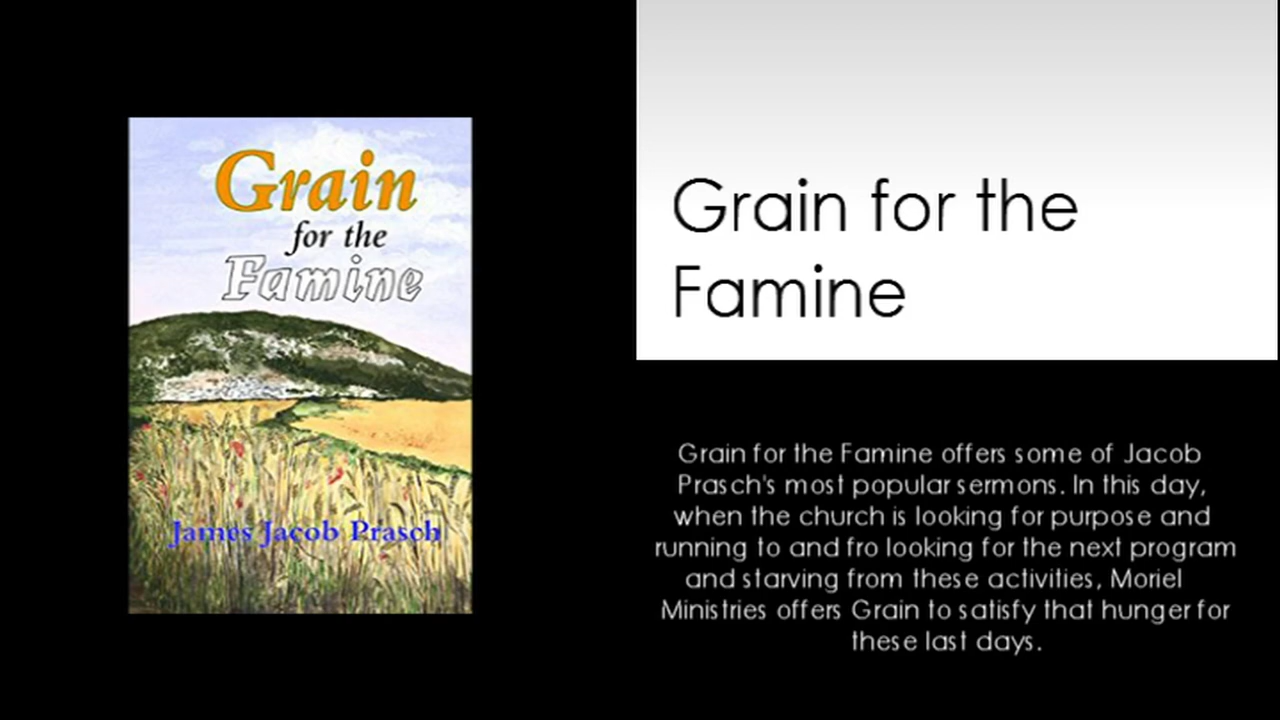 Grain
for the
Famine
James Jacob Prasch
Grain for the
Famine
Grain for the Famine offers some of Jacob
Prasch's most popular sermons. In this day,
when the church is looking for purpose and
running to and fro looking for the next program
and starving from these activities, Moriel
Ministries offers Grain to satisfy that hunger for
these last days.